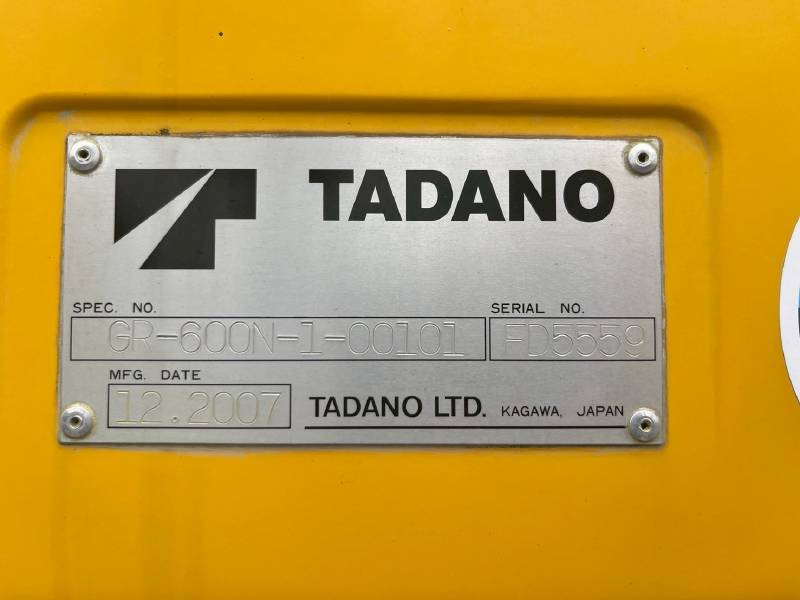 TADANO
SPEC. NO. SERIAL NO.
GR-600N-1-00101 FD5559
MFG. DATE
12.2007 TADANO LTD. KAGAWA, JAPAN